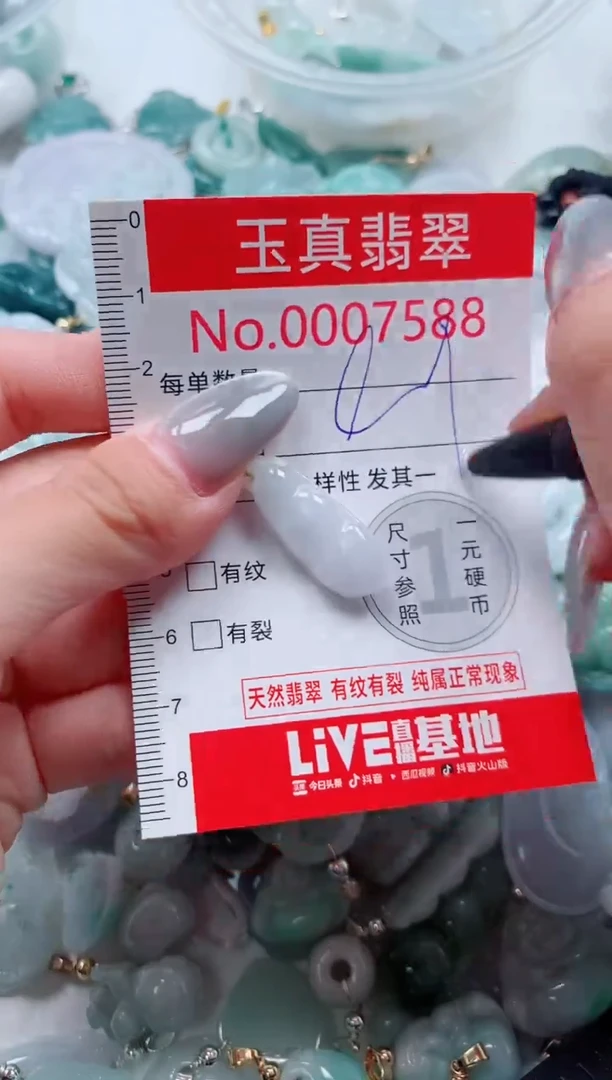 玉真翡翠
No.0007588
每单数量
样性 发其一
尺寸参照
1
一元硬币
有纹
有裂
天然翡翠 有纹有裂 纯属正常现象
LiVE直播基地
头条 今日头条 抖音 西瓜视频 抖音火山版
0
1
2
6
7
8